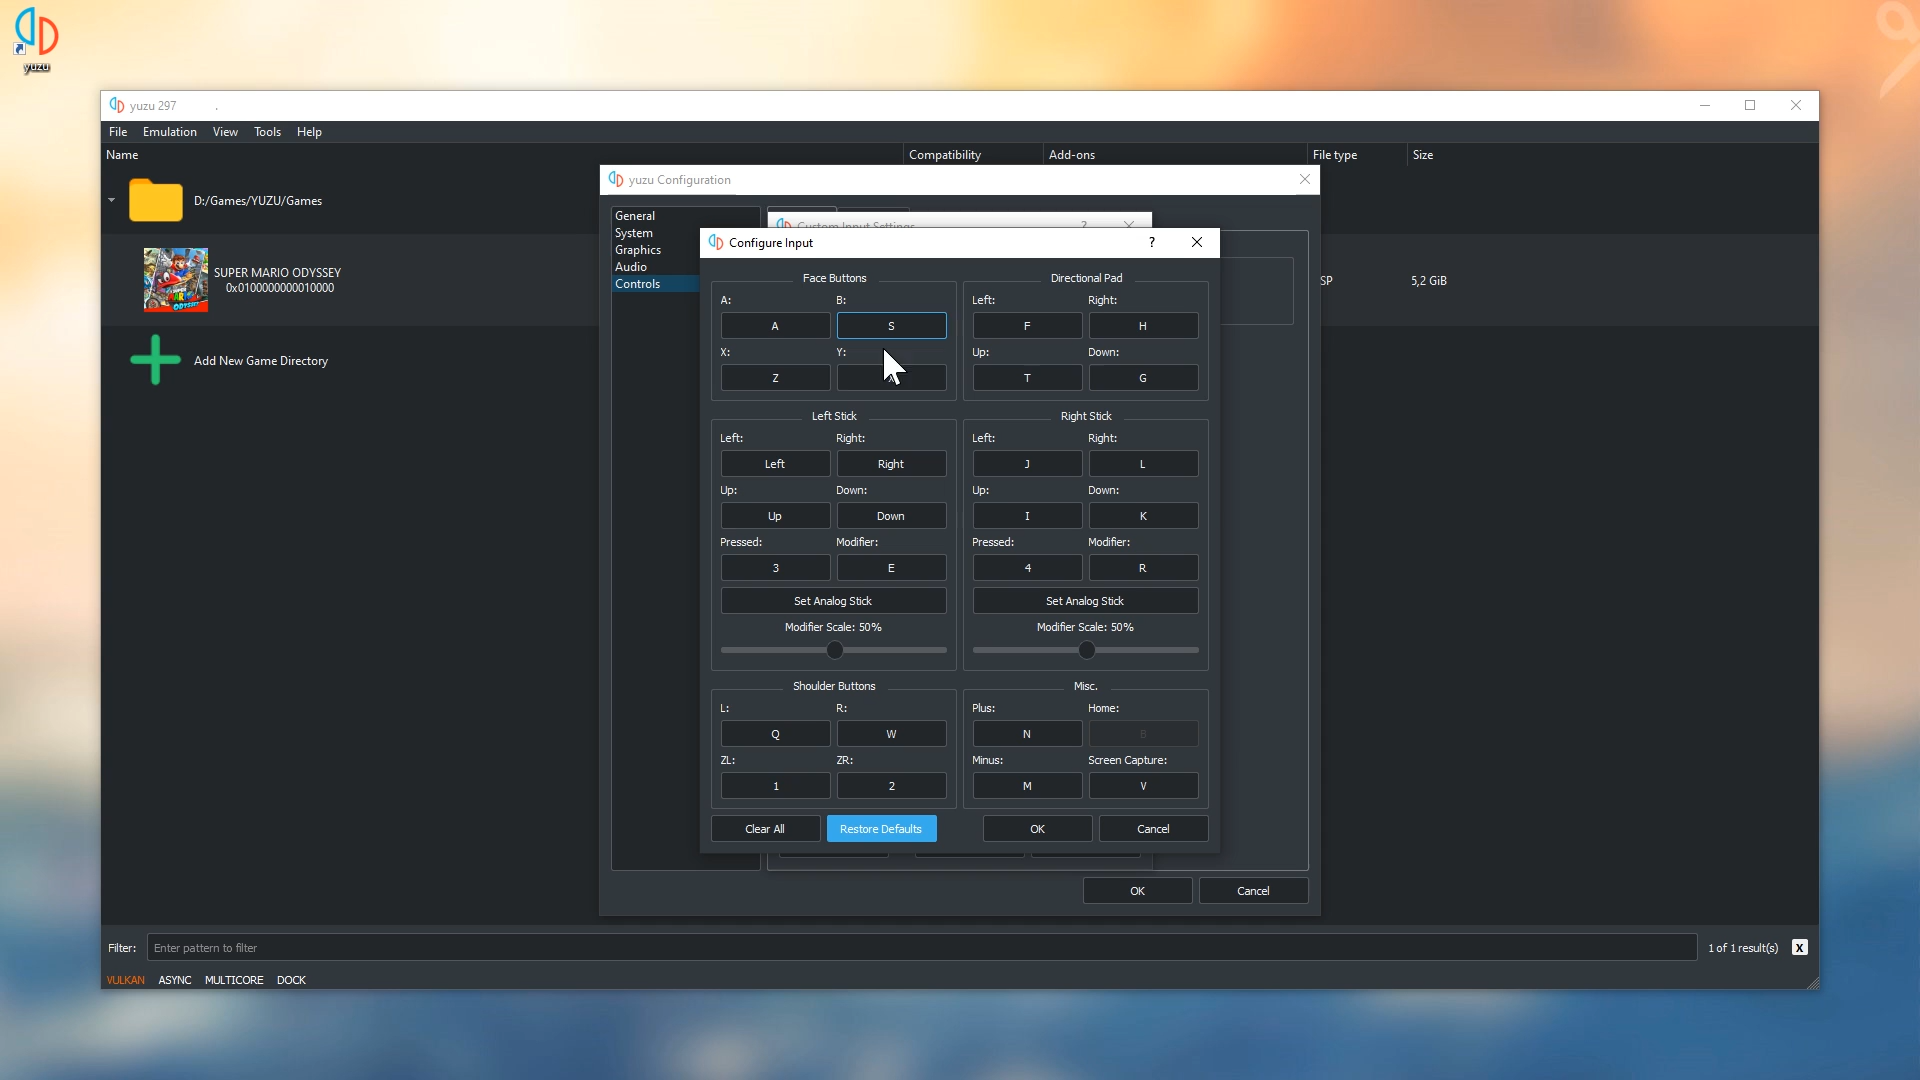 yuzu
yuzu 297
File Emulation View Tools Help
Name Compatibility Add-ons File type Size
D:/Games/YUZU/Games
SUPER MARIO ODYSSEY
0x0100000000010000
SP 5,2 GiB
Add New Game Directory
yuzu Configuration
General
System
Graphics
Audio
Controls
Custom Input Settings ?
Configure Input ?
Face Buttons
A: B:
A S
X: Y:
Z X
Directional Pad
Left: Right:
F H
Up: Down:
T G
Left Stick
Left: Right:
Left Right
Up: Down:
Up Down
Pressed: Modifier:
3 E
Set Analog Stick
Modifier Scale: 50%
Right Stick
Left: Right:
J L
Up: Down:
I K
Pressed: Modifier:
4 R
Set Analog Stick
Modifier Scale: 50%
Shoulder Buttons
L: R:
Q W
ZL: ZR:
1 2
Misc.
Plus: Home:
N B
Minus: Screen Capture:
M V
Clear All Restore Defaults OK Cancel
OK Cancel
Filter: Enter pattern to filter 1 of 1 result(s) X
VULKAN ASYNC MULTICORE DOCK